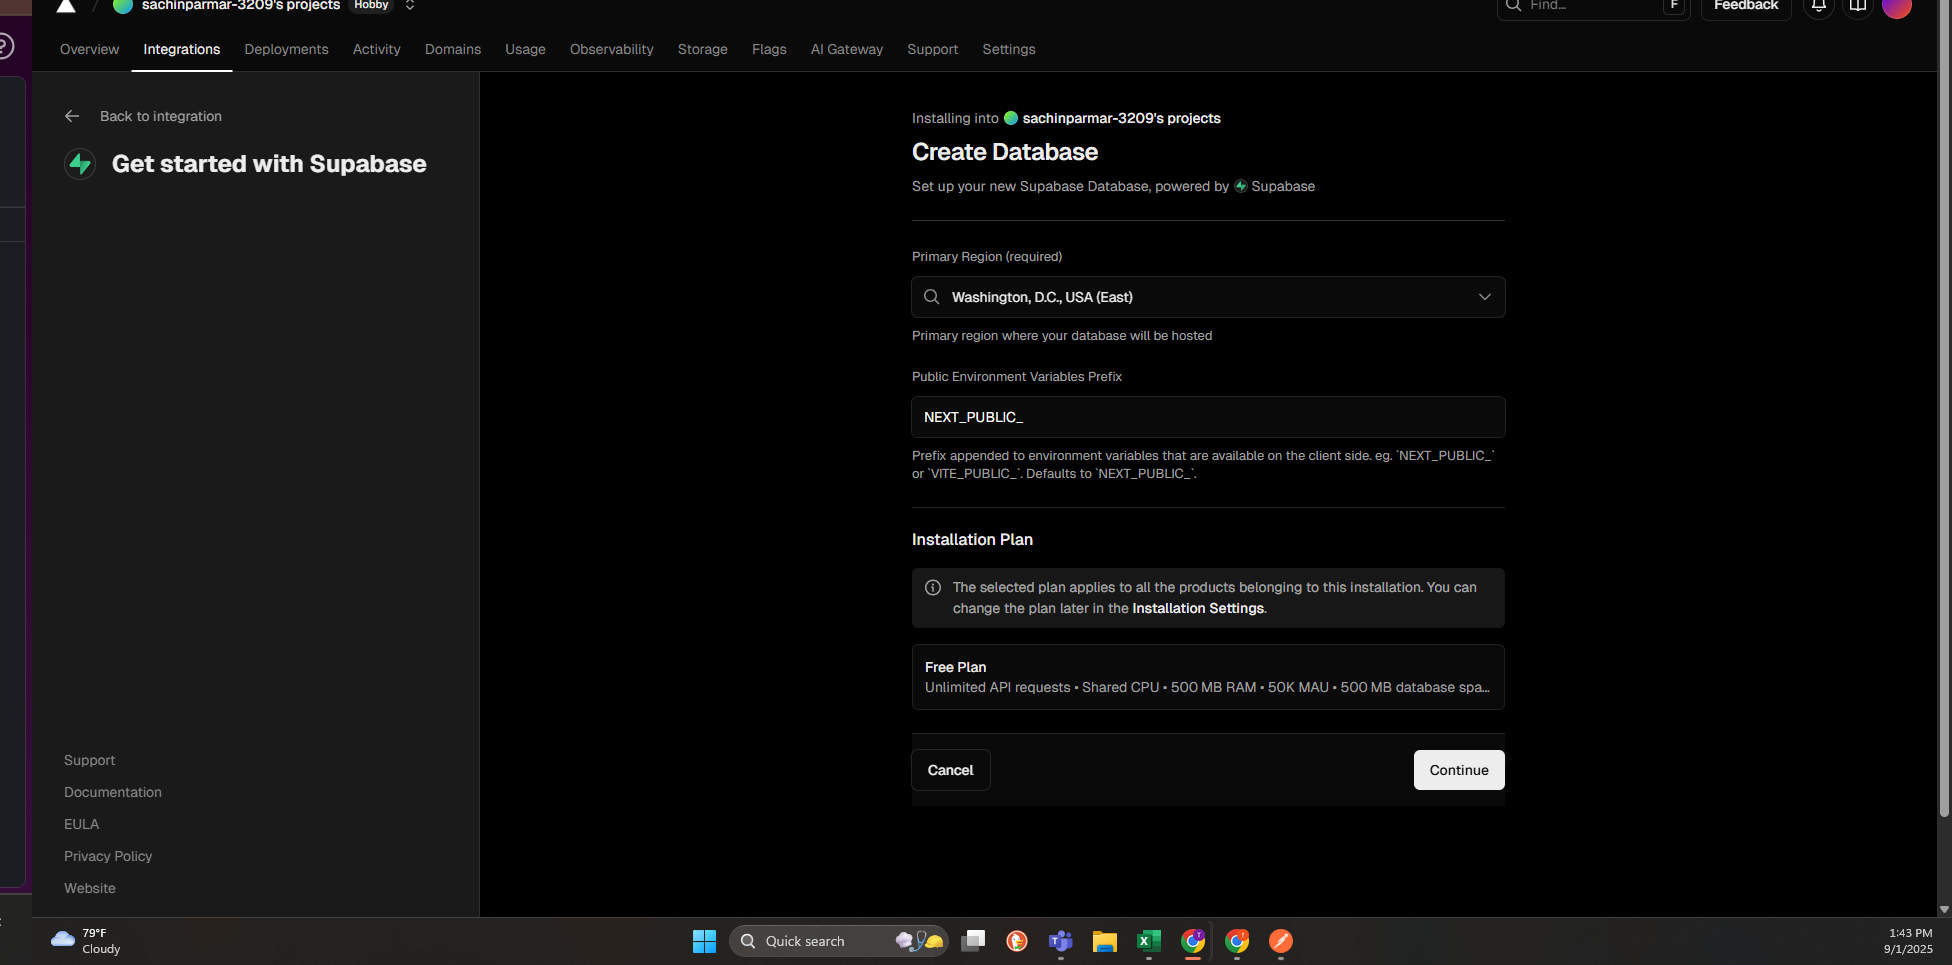 sachinparmar-3209's projects Hobby
Find... F Feedback
Overview Integrations Deployments Activity Domains Usage Observability Storage Flags AI Gateway Support Settings
Back to integration
Get started with Supabase
Installing into sachinparmar-3209's projects
Create Database
Set up your new Supabase Database, powered by Supabase
Primary Region (required)
Washington, D.C., USA (East)
Primary region where your database will be hosted
Public Environment Variables Prefix
NEXT_PUBLIC_
Prefix appended to environment variables that are available on the client side. eg. `NEXT_PUBLIC_`
or `VITE_PUBLIC_`. Defaults to `NEXT_PUBLIC_`.
Installation Plan
The selected plan applies to all the products belonging to this installation. You can
change the plan later in the Installation Settings.
Free Plan
Unlimited API requests • Shared CPU • 500 MB RAM • 50K MAU • 500 MB database spa...
Cancel Continue
Support
Documentation
EULA
Privacy Policy
Website
79°F
Cloudy
Quick search
1:43 PM
9/1/2025